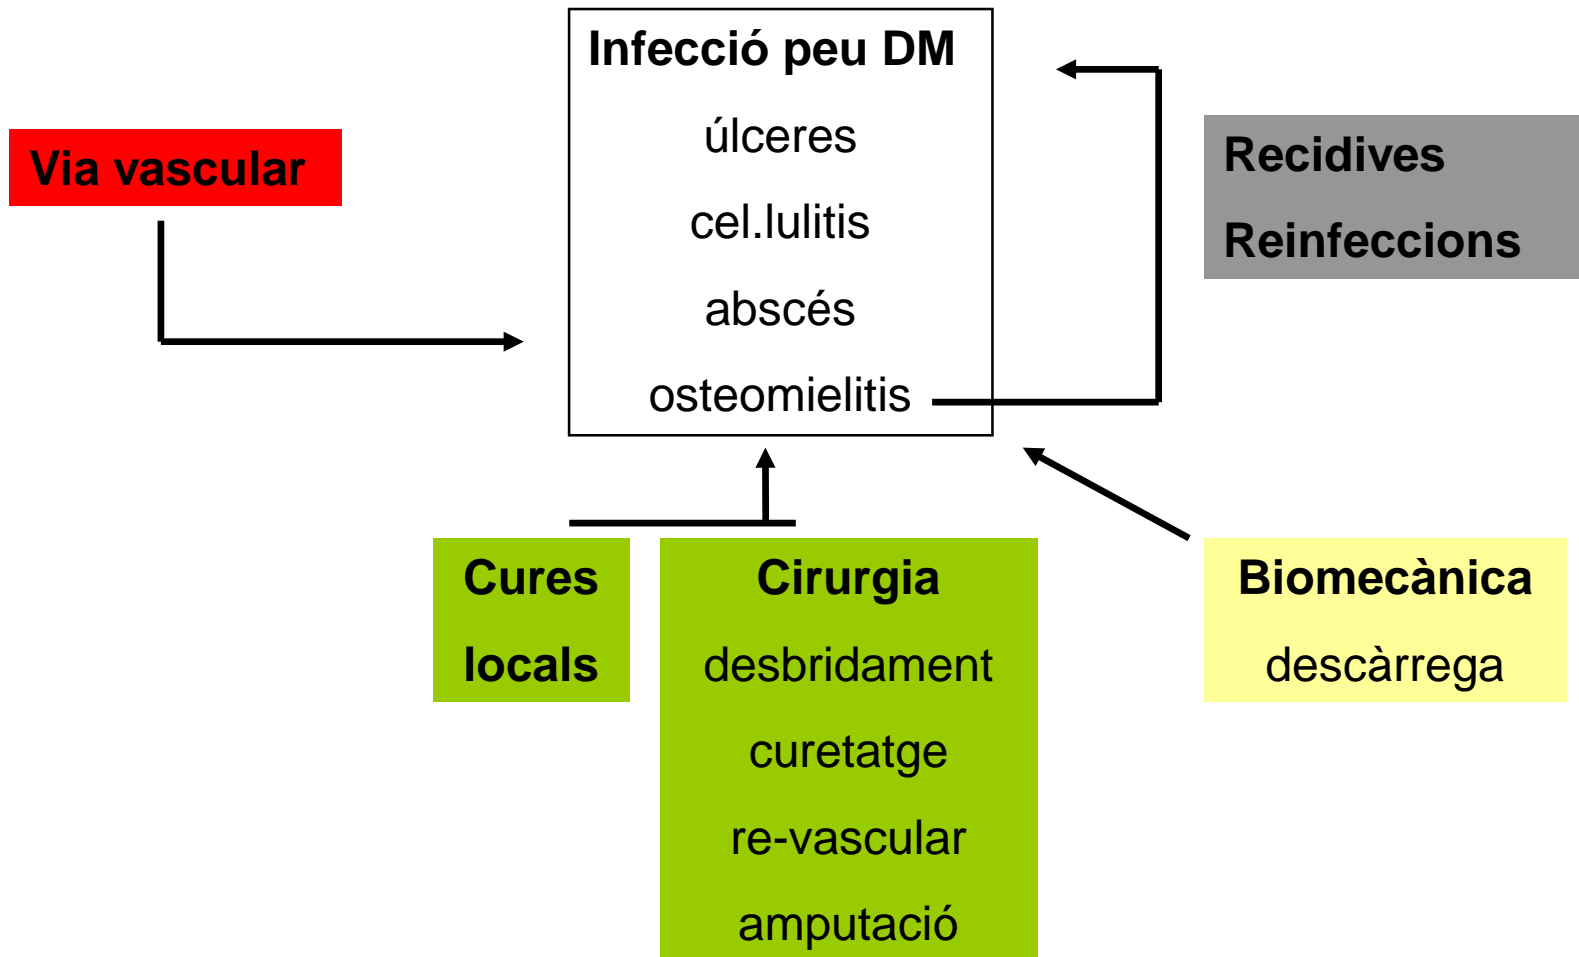 Infecció peu DM
úlceres
cel.lulitis
abscés
osteomielitis
Via vascular
Recidives
Reinfeccions
Cures
locals
Cirurgia
desbridament
curetatge
re-vascular
amputació
Biomecànica
descàrrega